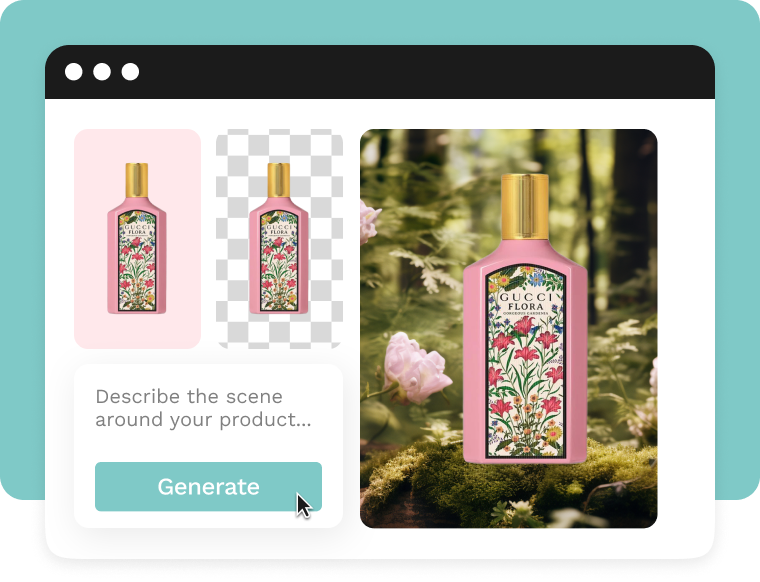 GUCCI
FLORA
GUCCI
FLORA
GUCCI
FLORA
GORGEOUS GARDENIA
Describe the scene
around your product...
Generate